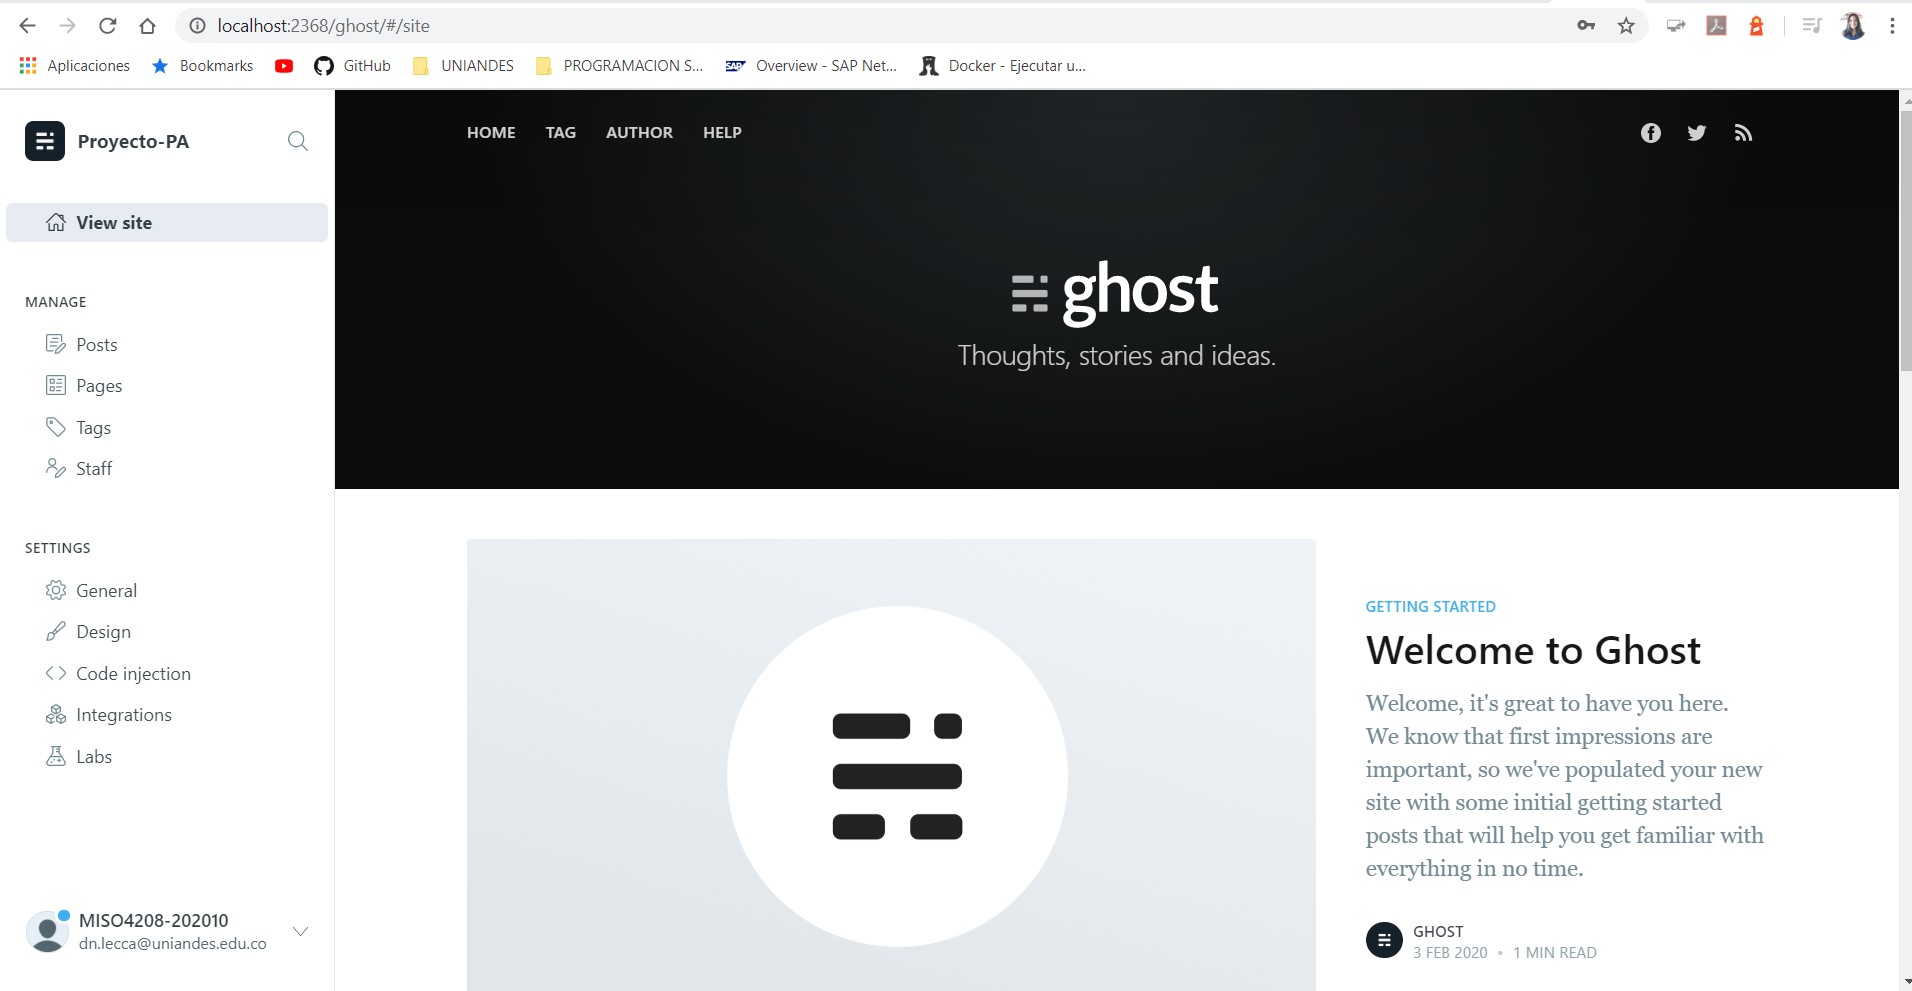 localhost:2368/ghost/#/site
Aplicaciones
Bookmarks
GitHub
UNIANDES
PROGRAMACION S...
SAP
Overview - SAP Net...
Docker - Ejecutar u...
Proyecto-PA
View site
MANAGE
Posts
Pages
Tags
Staff
SETTINGS
General
Design
Code injection
Integrations
Labs
MISO4208-202010
dn.lecca@uniandes.edu.co
HOME
TAG
AUTHOR
HELP
ghost
Thoughts, stories and ideas.
GETTING STARTED
Welcome to Ghost
Welcome, it's great to have you here.
We know that first impressions are
important, so we've populated your new
site with some initial getting started
posts that will help you get familiar with
everything in no time.
GHOST
3 FEB 2020 • 1 MIN READ